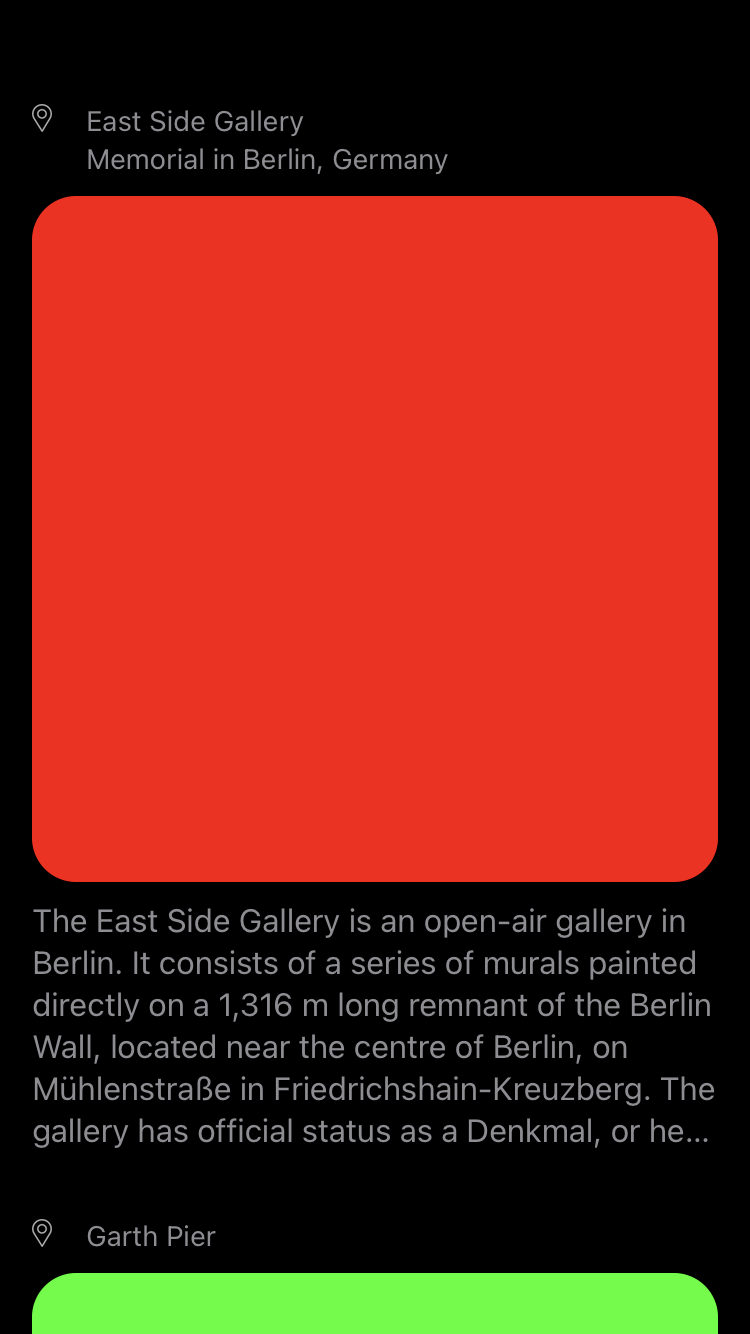 East Side Gallery
Memorial in Berlin, Germany
The East Side Gallery is an open-air gallery in
Berlin. It consists of a series of murals painted
directly on a 1,316 m long remnant of the Berlin
Wall, located near the centre of Berlin, on
Mühlenstraße in Friedrichshain-Kreuzberg. The
gallery has official status as a Denkmal, or he...
Garth Pier